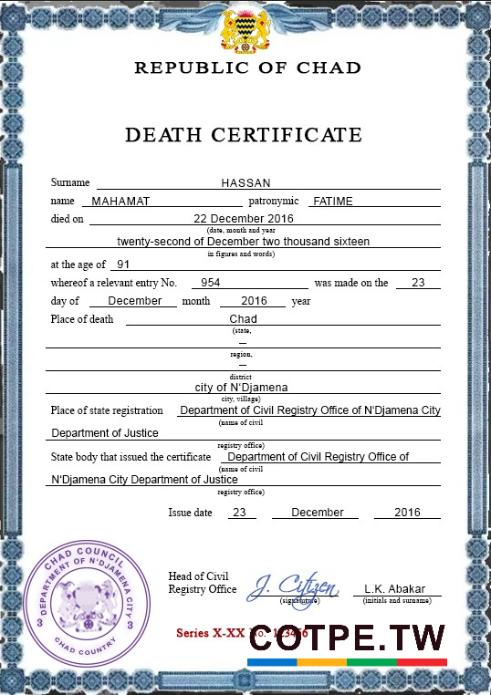 REPUBLIC OF CHAD
DEATH CERTIFICATE
Surname HASSAN
name MAHAMAT patronymic FATIME
died on 22 December 2016
(date, month and year
twenty-second of December two thousand sixteen
in figures and words)
at the age of 91
whereof a relevant entry No. 954 was made on the 23
day of December month 2016 year
Place of death Chad
(state,
—
region,
—
district
city of N'Djamena
city, village)
Place of state registration Department of Civil Registry Office of N'Djamena City
(name of civil
Department of Justice
registry office)
State body that issued the certificate Department of Civil Registry Office of
(name of civil
N'Djamena City Department of Justice
registry office)
Issue date 23 December 2016
CHAD COUNCIL
DEPARTMENT OF N'DJAMENA CITY
3 3
CHAD COUNTRY
Head of Civil
Registry Office J. Citizen L.K. Abakar
(signature) (initials and surname)
Series X-XX No. 123456
COTPE.TW